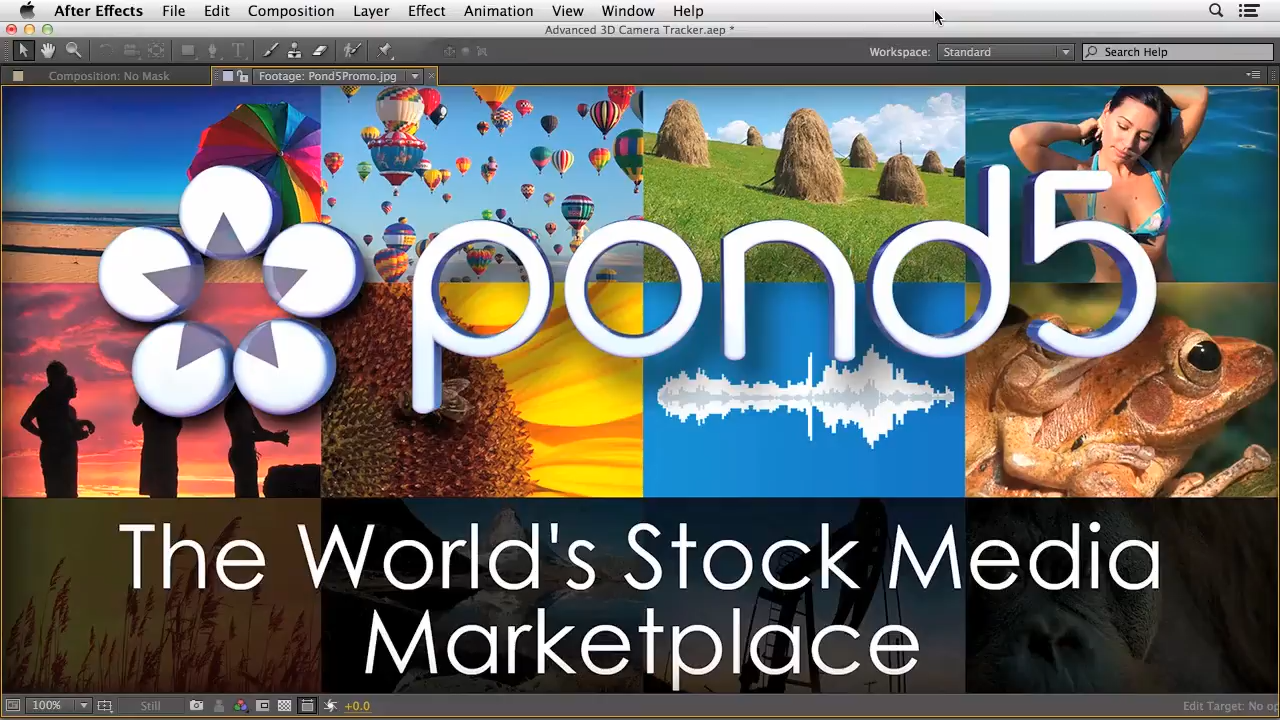 After Effects File Edit Composition Layer Effect Animation View Window Help
Advanced 3D Camera Tracker.aep *
Workspace: Standard Search Help
Composition: No Mask Footage: Pond5Promo.jpg
pond5
The World's Stock Media
Marketplace
100% Still +0.0 Edit Target: No op